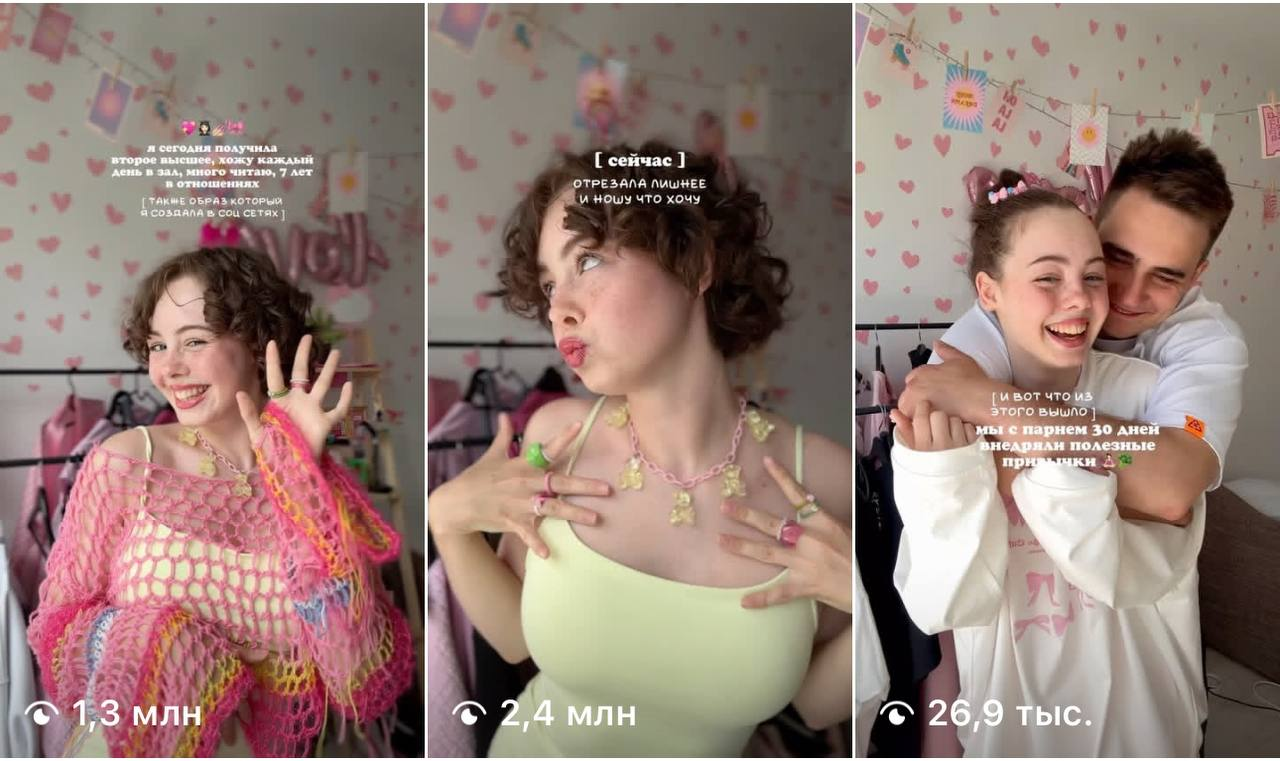 я сегодня получила
второе высшее, хожу каждый
день в зал, много читаю, 7 лет
в отношениях
[ ТАКЖЕ ОБРАЗ КОТОРЫЙ
Я СОЗДАЛА В СОЦ СЕТЯХ ]
1,3 млн
[ сейчас ]
ОТРЕЗАЛА ЛИШНЕЕ
И НОШУ ЧТО ХОЧУ
2,4 млн
[ И ВОТ ЧТО ИЗ
ЭТОГО ВЫШЛО ]
мы с парнем 30 дней
внедряли полезные
привычки
26,9 тыс.